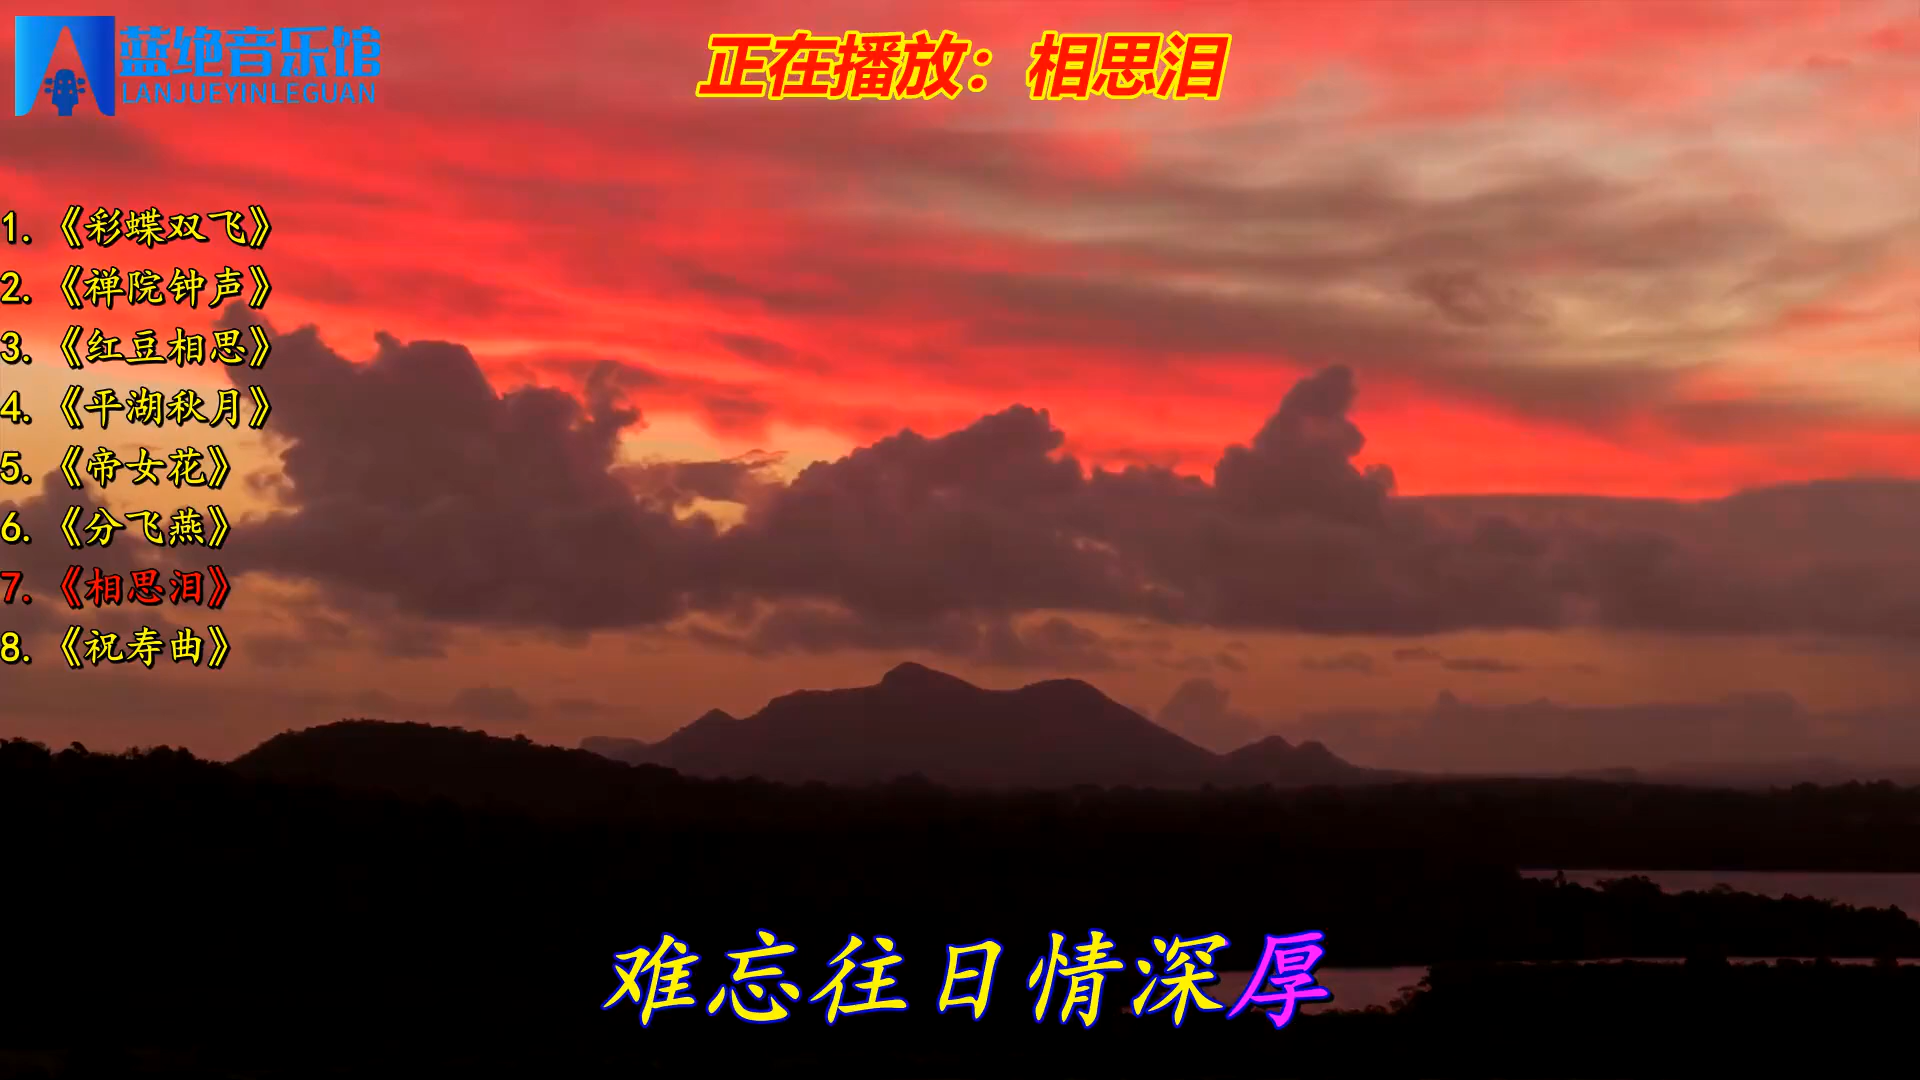 蓝绝音乐馆
LANJUEYINLEGUAN
正在播放：相思泪
1.《彩蝶双飞》
2.《禅院钟声》
3.《红豆相思》
4.《平湖秋月》
5.《帝女花》
6.《分飞燕》
7.《相思泪》
8.《祝寿曲》
难忘往日情深厚